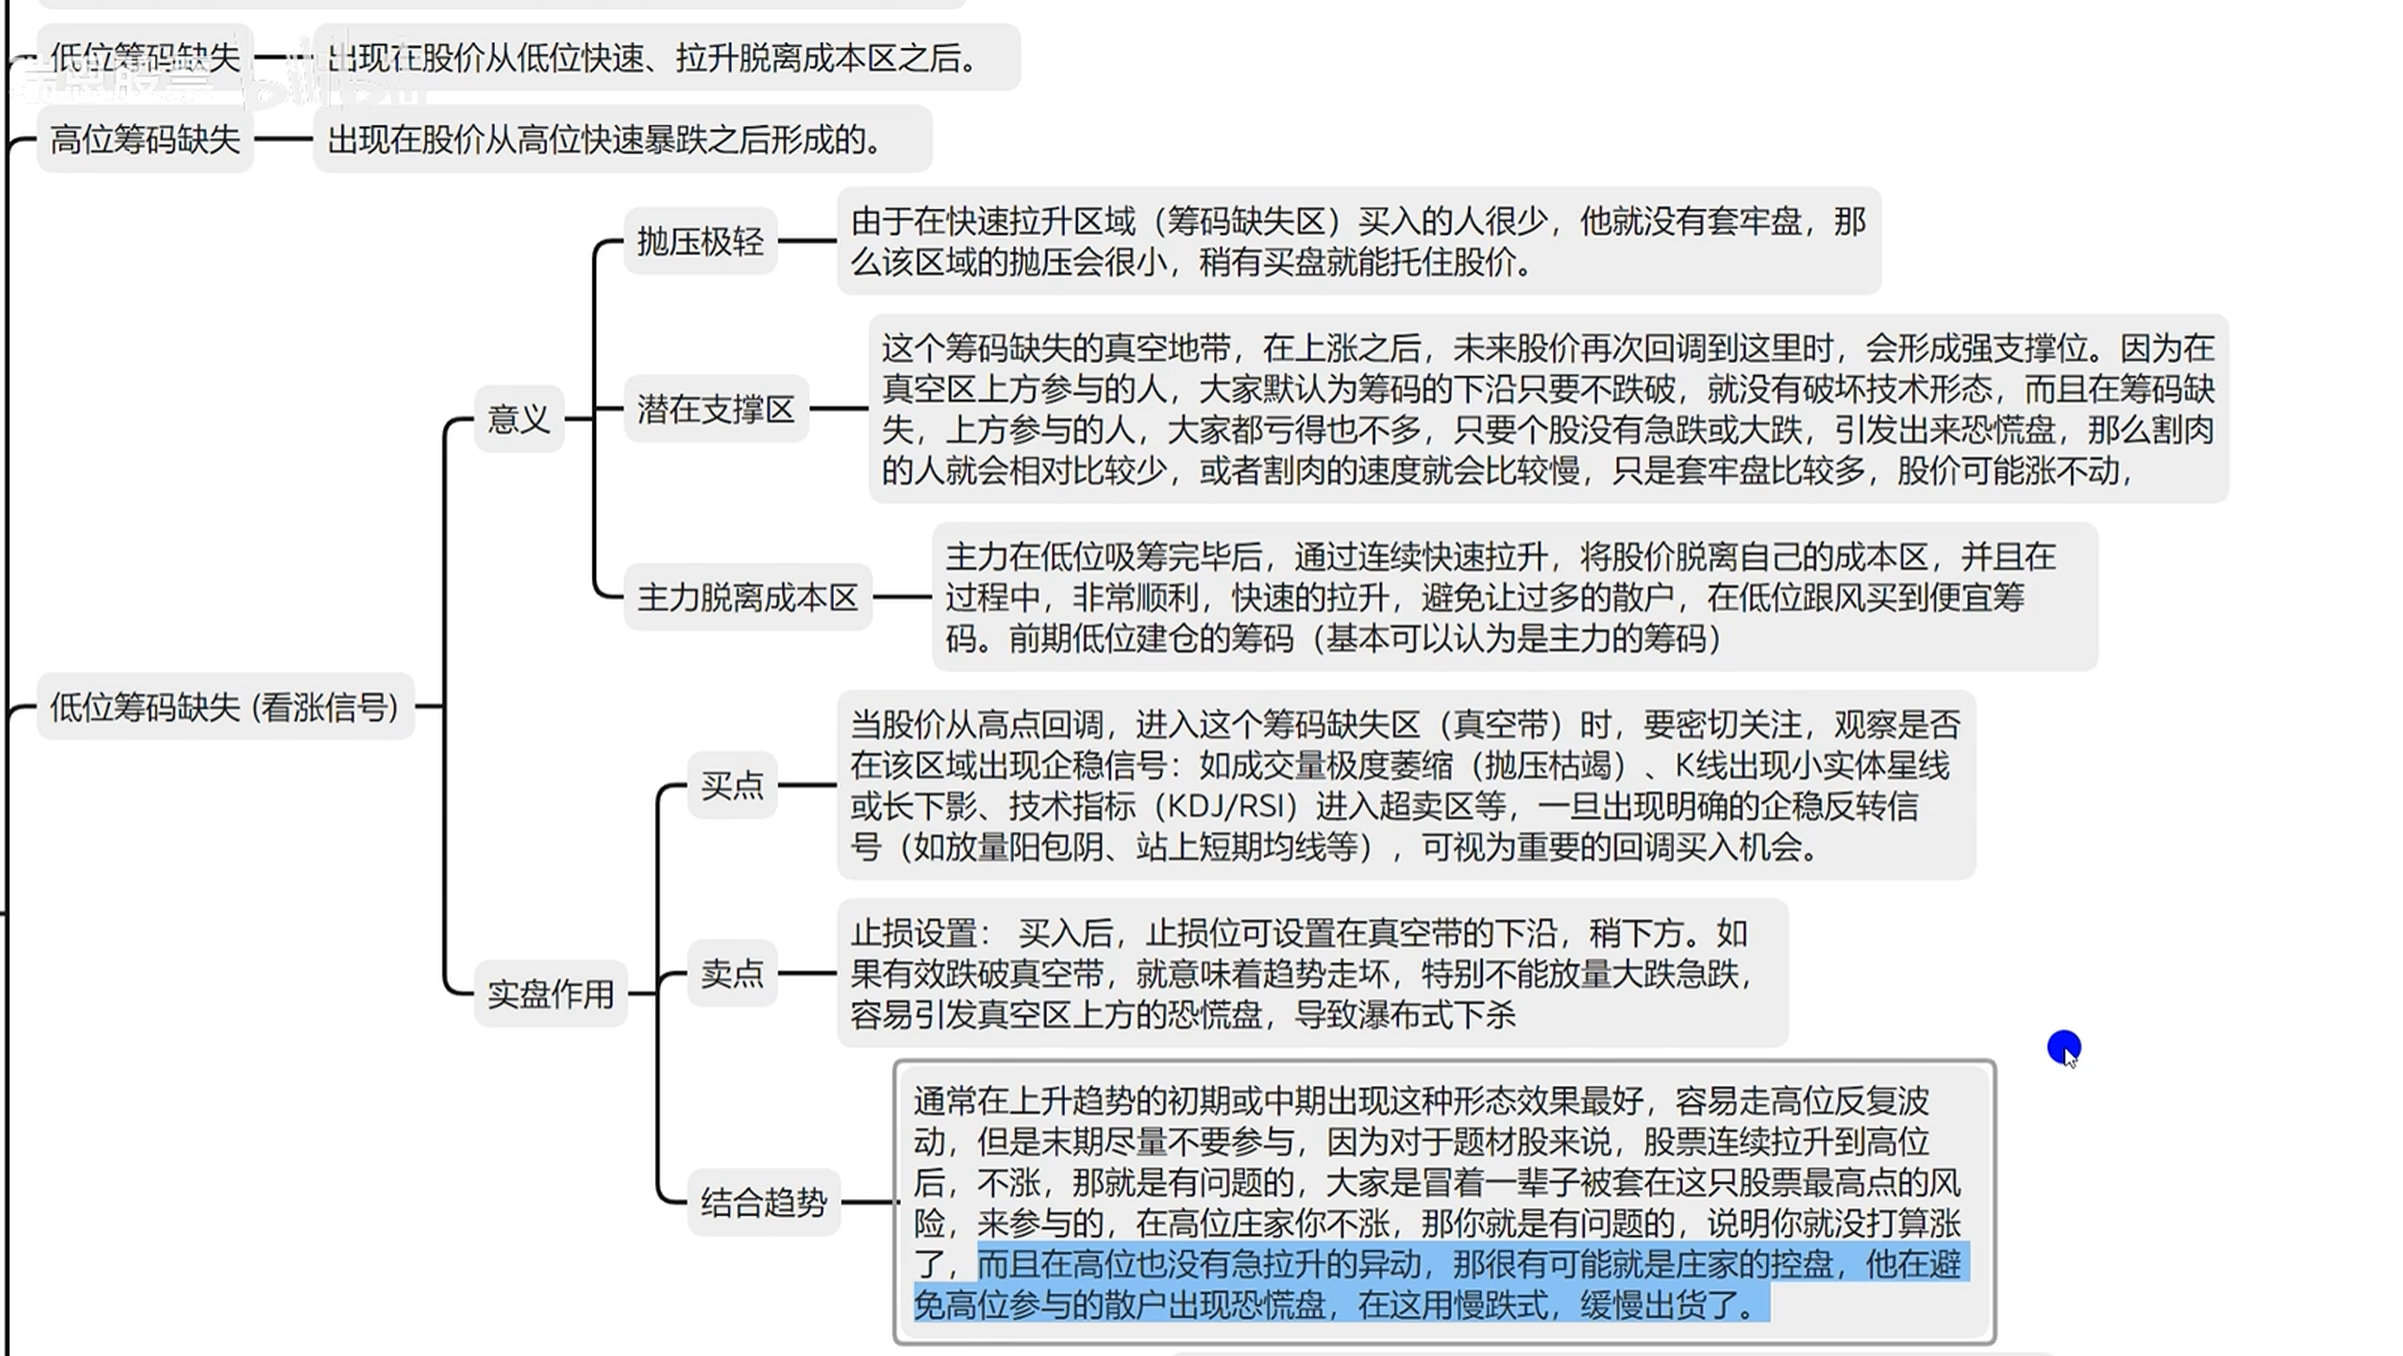 低位筹码缺失
出现在股价从低位快速、拉升脱离成本区之后。
bilibili
高位筹码缺失
出现在股价从高位快速暴跌之后形成的。
抛压极轻
由于在快速拉升区域（筹码缺失区）买入的人很少，他就没有套牢盘，那
么该区域的抛压会很小，稍有买盘就能托住股价。
意义
潜在支撑区
这个筹码缺失的真空地带，在上涨之后，未来股价再次回调到这里时，会形成强支撑位。因为在
真空区上方参与的人，大家默认为筹码的下沿只要不跌破，就没有破坏技术形态，而且在筹码缺
失，上方参与的人，大家都亏得也不多，只要个股没有急跌或大跌，引发出来恐慌盘，那么割肉
的人就会相对比较少，或者割肉的速度就会比较慢，只是套牢盘比较多，股价可能涨不动，
主力脱离成本区
主力在低位吸筹完毕后，通过连续快速拉升，将股价脱离自己的成本区，并且在
过程中，非常顺利，快速的拉升，避免让过多的散户，在低位跟风买到便宜筹
码。前期低位建仓的筹码（基本可以认为是主力的筹码）
低位筹码缺失 (看涨信号)
买点
当股价从高点回调，进入这个筹码缺失区（真空带）时，要密切关注，观察是否
在该区域出现企稳信号：如成交量极度萎缩（抛压枯竭）、K线出现小实体星线
或长下影、技术指标（KDJ/RSI）进入超卖区等，一旦出现明确的企稳反转信
号（如放量阳包阴、站上短期均线等），可视为重要的回调买入机会。
实盘作用
卖点
止损设置： 买入后，止损位可设置在真空带的下沿，稍下方。如
果有效跌破真空带，就意味着趋势走坏，特别不能放量大跌急跌，
容易引发真空区上方的恐慌盘，导致瀑布式下杀
结合趋势
通常在上升趋势的初期或中期出现这种形态效果最好，容易走高位反复波
动，但是末期尽量不要参与，因为对于题材股来说，股票连续拉升到高位
后，不涨，那就是有问题的，大家是冒着一辈子被套在这只股票最高点的风
险，来参与的，在高位庄家你不涨，那你就是有问题的，说明你就没打算涨
了，而且在高位也没有急拉升的异动，那很有可能就是庄家的控盘，他在避
免高位参与的散户出现恐慌盘，在这用慢跌式，缓慢出货了。